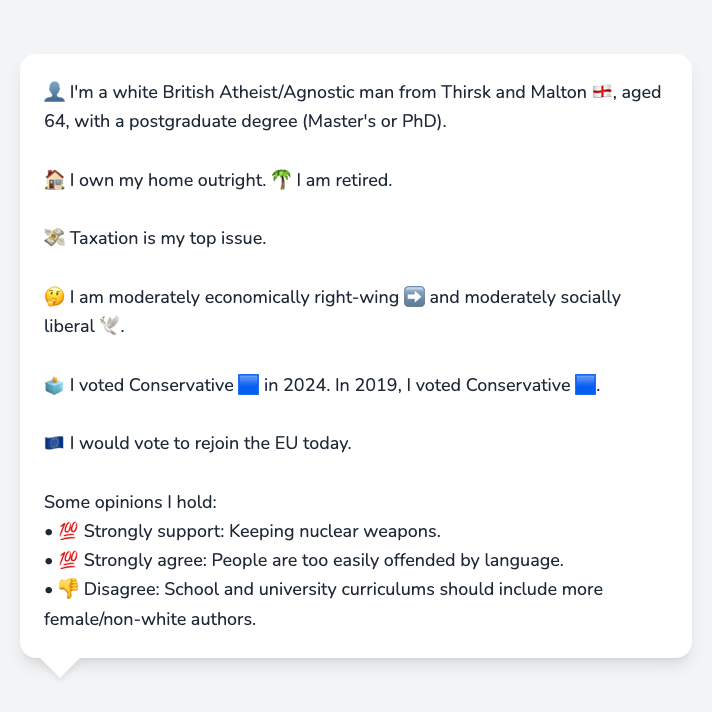 👤 I'm a white British Atheist/Agnostic man from Thirsk and Malton 🏴󠁧󠁢󠁥󠁮󠁧󠁿, aged
64, with a postgraduate degree (Master's or PhD).
🏠 I own my home outright. 🌴 I am retired.
💸 Taxation is my top issue.
🤔 I am moderately economically right-wing ➡️ and moderately socially
liberal 🕊️.
🗳️ I voted Conservative 🟦 in 2024. In 2019, I voted Conservative 🟦.
🇪🇺 I would vote to rejoin the EU today.
Some opinions I hold:
• 💯 Strongly support: Keeping nuclear weapons.
• 💯 Strongly agree: People are too easily offended by language.
• 👎 Disagree: School and university curriculums should include more
female/non-white authors.